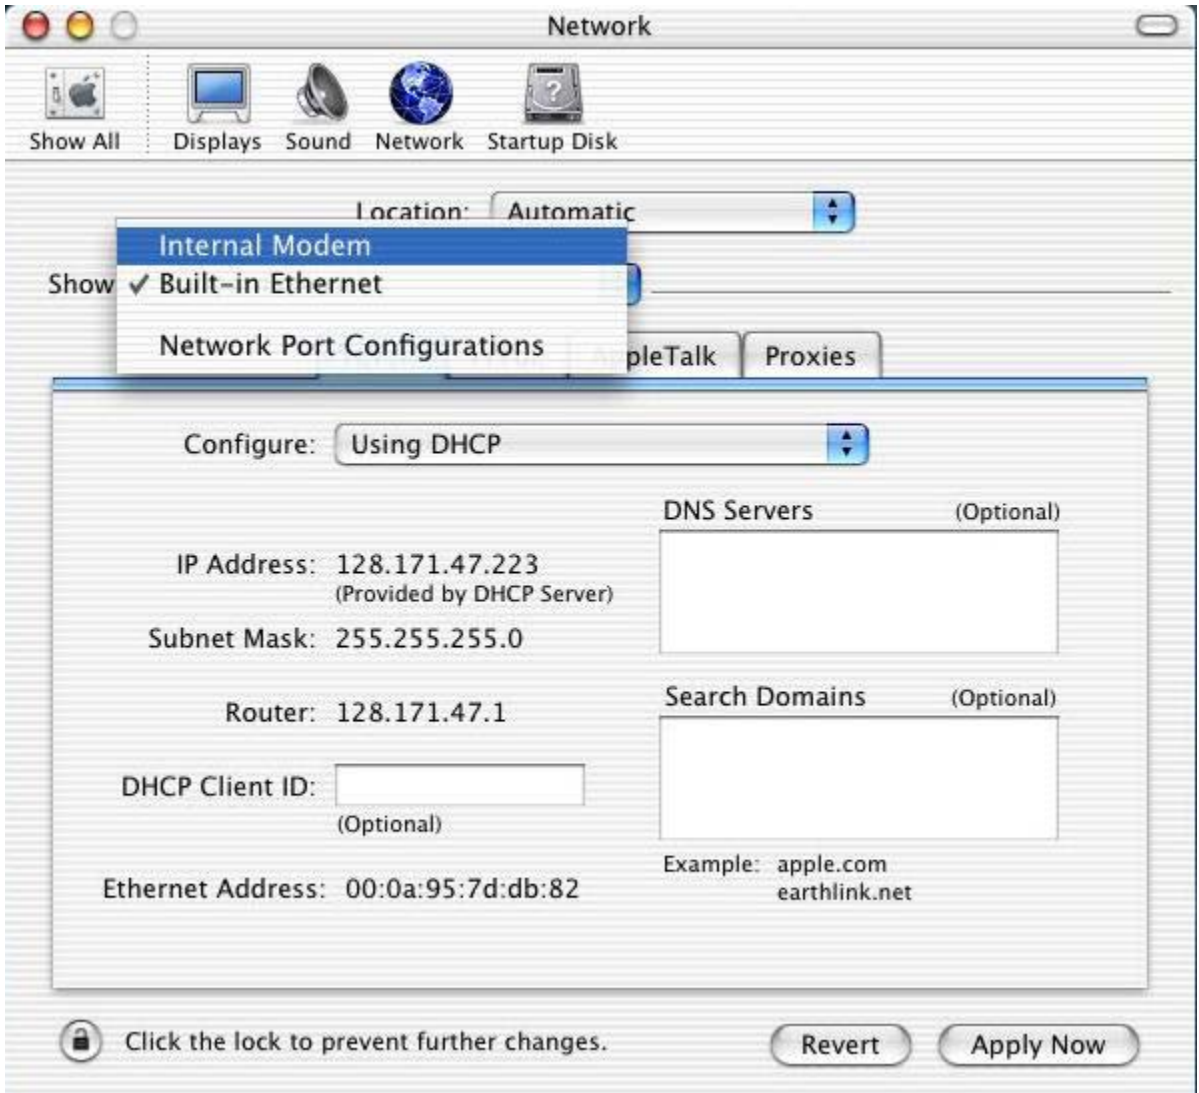 Network
Show All
Displays
Sound
Network
Startup Disk
Location: Automatic
Internal Modem
Show ✓ Built-in Ethernet
Network Port Configurations
Proxies
Configure: Using DHCP
DNS Servers (Optional)
IP Address: 128.171.47.223
(Provided by DHCP Server)
Subnet Mask: 255.255.255.0
Search Domains (Optional)
Router: 128.171.47.1
DHCP Client ID:
(Optional)
Example: apple.com
earthlink.net
Ethernet Address: 00:0a:95:7d:db:82
Click the lock to prevent further changes.
Revert
Apply Now